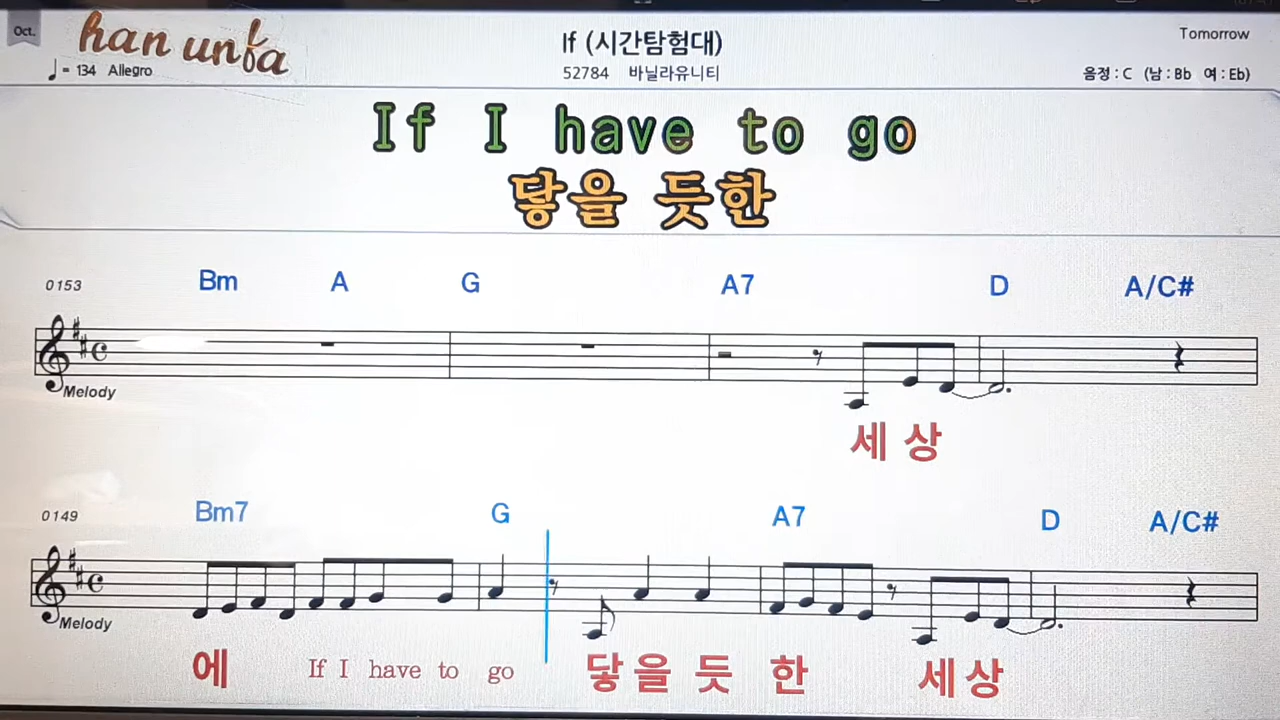 Oct.
han unfa
If (시간탐험대)
Tomorrow
♩= 134 Allegro
52784 바닐라유니티
음정 : C (남 : Bb 여 : Eb)
If I have to go
닿을 듯한
0153 Bm A G A7 D A/C#
Melody
세 상
0149 Bm7 G A7 D A/C#
Melody
에 If I have to go 닿 을 듯 한 세 상